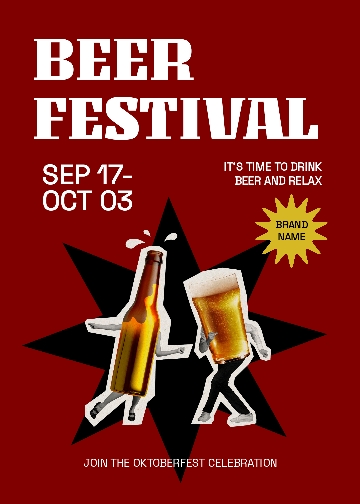 BEER
FESTIVAL
SEP 17-
OCT 03
IT'S TIME TO DRINK
BEER AND RELAX
BRAND
NAME
JOIN THE OKTOBERFEST CELEBRATION